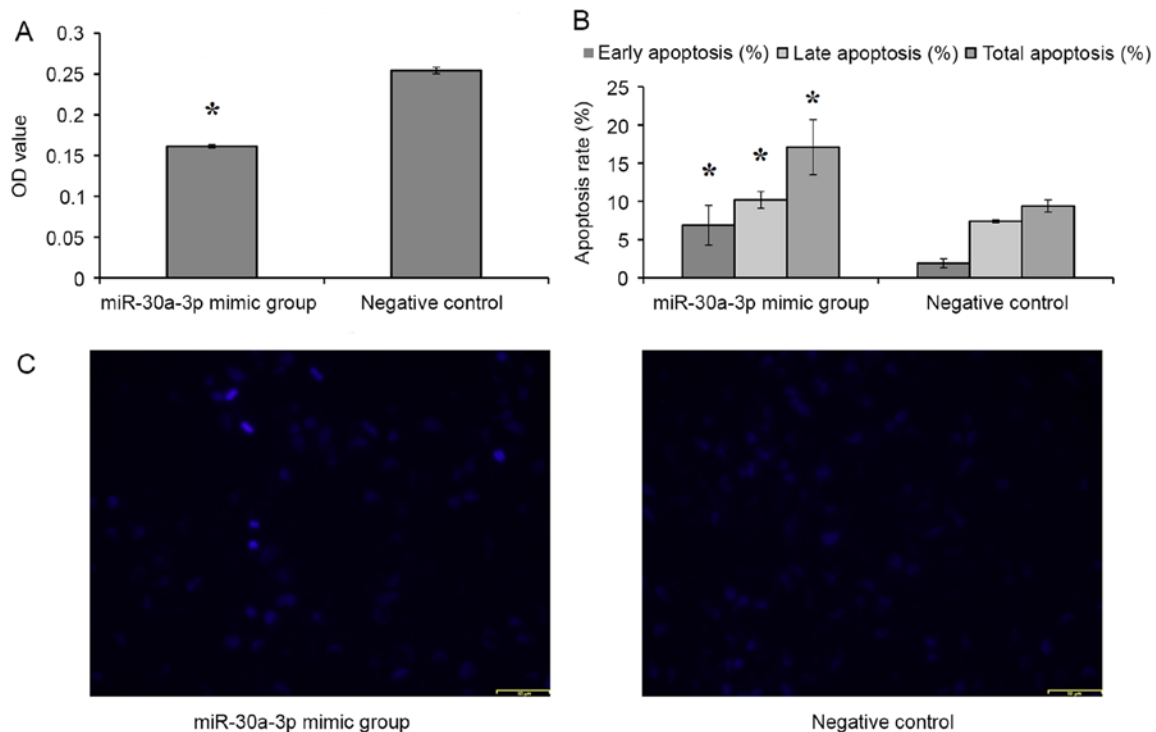 A
0.3
0.25
0.2
0.15
0.1
0.05
0
OD value
*
miR-30a-3p mimic group
Negative control
B
Early apoptosis (%) Late apoptosis (%) Total apoptosis (%)
25
20
15
10
5
0
Apoptosis rate (%)
* * *
miR-30a-3p mimic group
Negative control
C
miR-30a-3p mimic group
Negative control